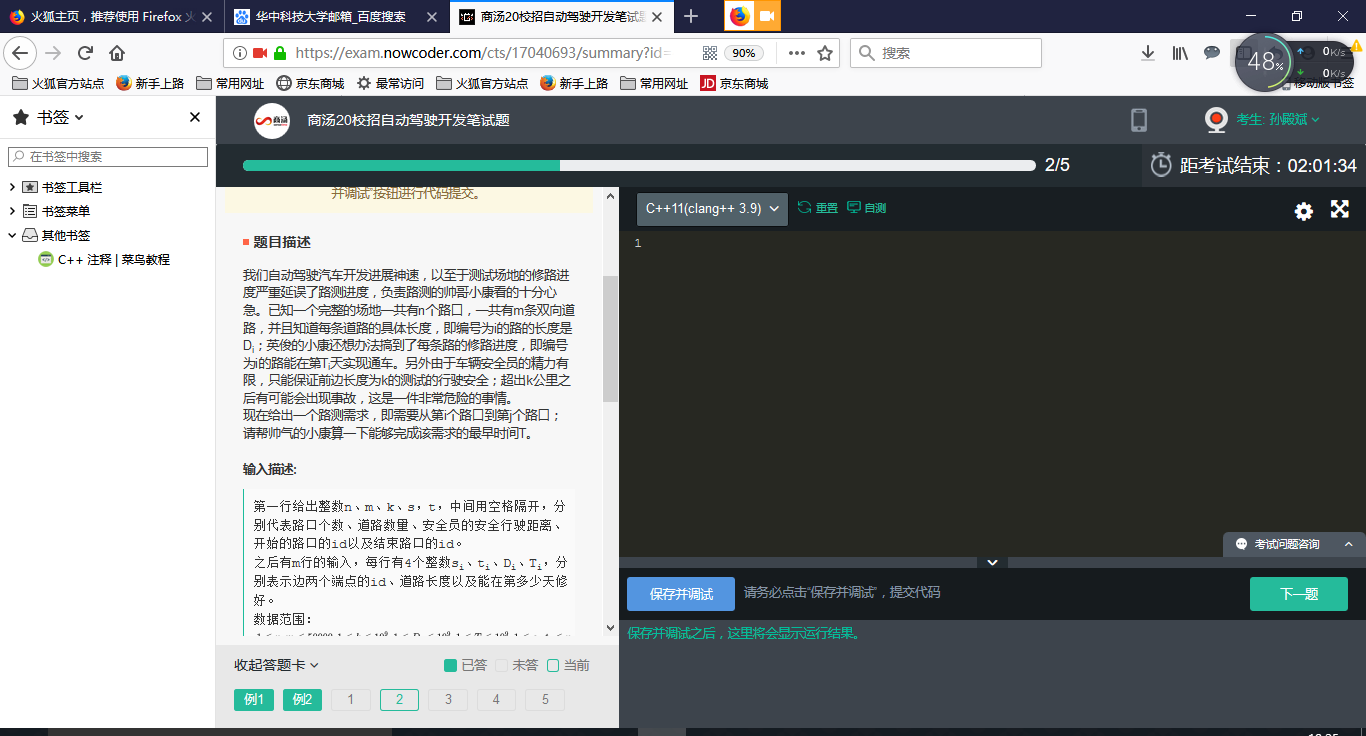 火狐主页，推荐使用 Firefox 火
华中科技大学邮箱_百度搜索
商汤20校招自动驾驶开发笔试题
https://exam.nowcoder.com/cts/17040693/summary?id=
90%
搜索
48%
0K/s
0K/s
火狐官方站点
新手上路
常用网址
京东商城
最常访问
火狐官方站点
新手上路
常用网址
JD 京东商城
移动版书签
书签
在书签中搜索
书签工具栏
书签菜单
其他书签
C++ 注释 | 菜鸟教程
商汤
商汤20校招自动驾驶开发笔试题
考生: 孙殿斌
2/5
距考试结束：02:01:34
并调试”按钮进行代码提交。
题目描述
我们自动驾驶汽车开发进展神速，以至于测试场地的修路进
度严重延误了路测进度，负责路测的帅哥小康看的十分心
急。已知一个完整的场地一共有n个路口，一共有m条双向道
路，并且知道每条道路的具体长度，即编号为i的路的长度是
Di；英俊的小康还想办法搞到了每条路的修路进度，即编号
为i的路能在第Ti天实现通车。另外由于车辆安全员的精力有
限，只能保证前边长度为k的测试的行驶安全；超出k公里之
后有可能会出现事故，这是一件非常危险的事情。
现在给出一个路测需求，即需要从第i个路口到第j个路口；
请帮帅气的小康算一下能够完成该需求的最早时间T。
输入描述:
第一行给出整数n、m、k、s，t，中间用空格隔开，分
别代表路口个数、道路数量、安全员的安全行驶距离、
开始的路口的id以及结束路口的id。
之后有m行的输入，每行有4个整数si、ti、Di、Ti，分
别表示边两个端点的id、道路长度以及能在第多少天修
好。
数据范围：
收起答题卡
已答
未答
当前
例1
例2
1
2
3
4
5
C++11(clang++ 3.9)
重置
自测
1
考试问题咨询
保存并调试
请务必点击“保存并调试”，提交代码
下一题
保存并调试之后，这里将会显示运行结果。